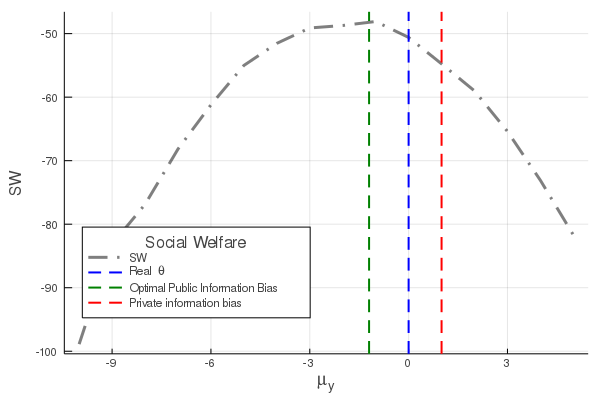 -50
-60
-70
-80
-90
-100
SW
Social Welfare
SW
Real θ
Optimal Public Information Bias
Private information bias
-9
-6
-3
0
3
μy